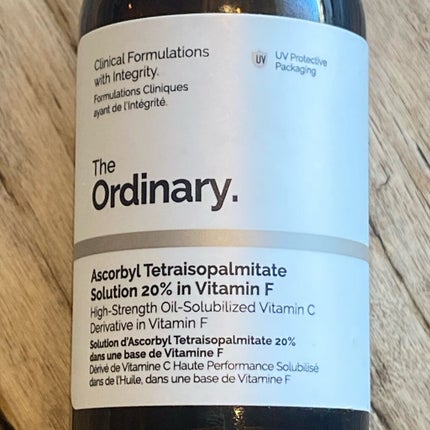 Clinical Formulations
with Integrity.
Formulations Cliniques
ayant de l'Intégrité.
UV
UV Protective
Packaging
The
Ordinary.
Ascorbyl Tetraisopalmitate
Solution 20% in Vitamin F
High-Strength Oil-Solubilized Vitamin C
Derivative in Vitamin F
Solution d'Ascorbyl Tetraisopalmitate 20%
dans une base de Vitamine F
Dérivé de Vitamine C Haute Performance Solubilisé
dans de l'Huile, dans une base de Vitamine F